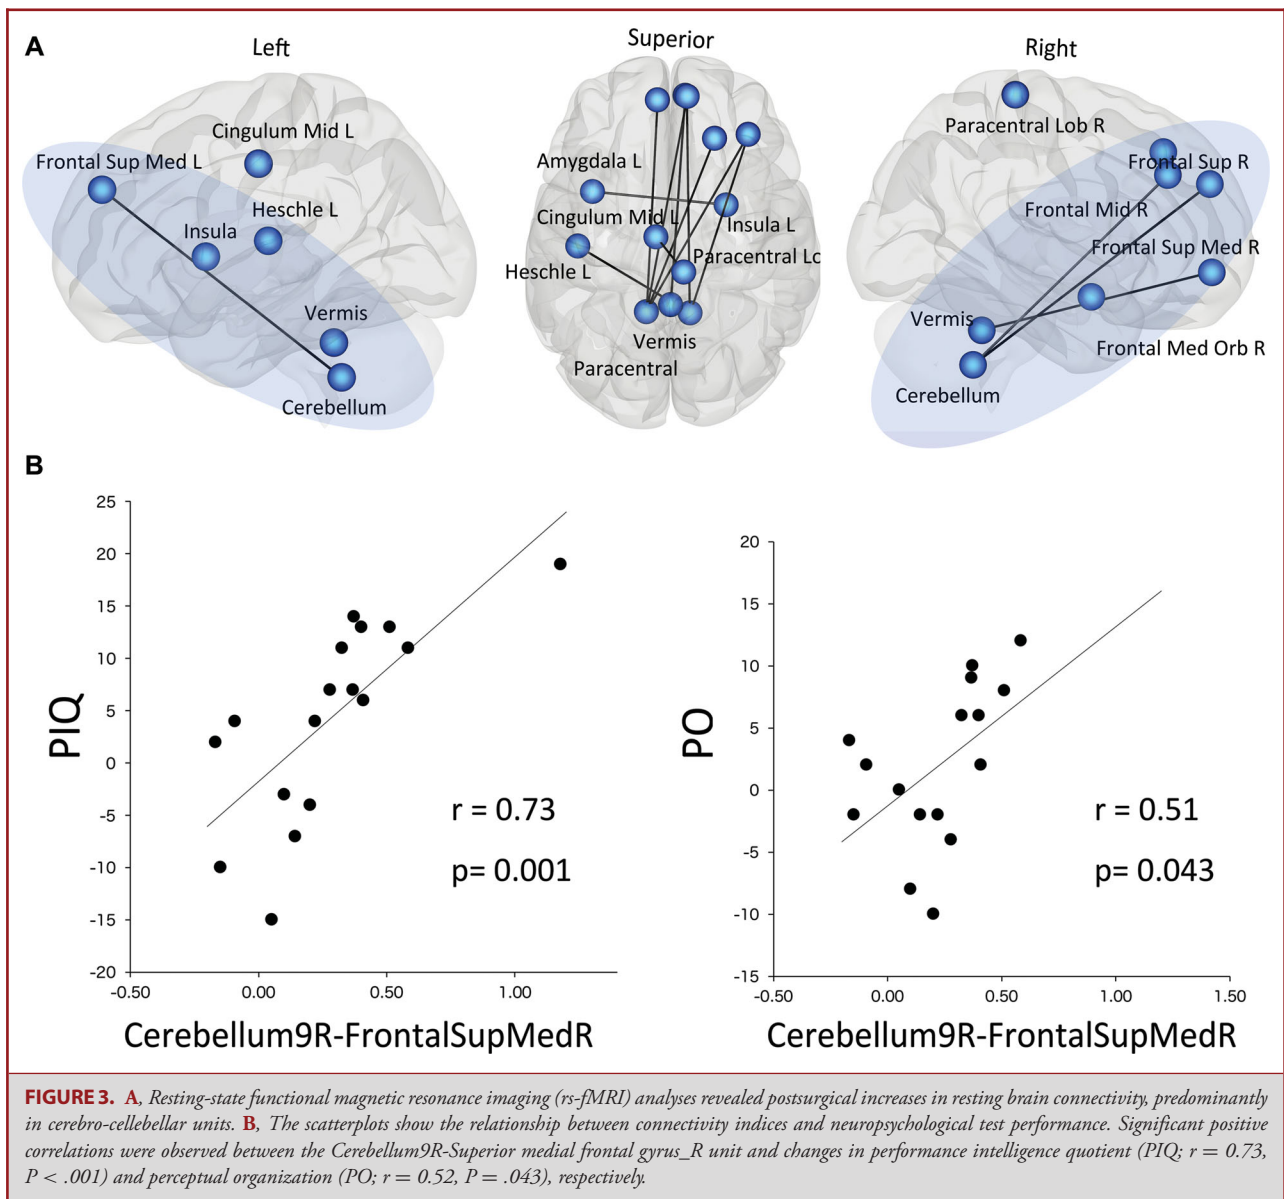 A
Left
Superior
Right
Cingulum Mid L
Frontal Sup Med L
Heschle L
Insula
Vermis
Cerebellum
Amygdala L
Cingulum Mid L
Insula L
Heschle L
Paracentral Lc
Vermis
Paracentral
Paracentral Lob R
Frontal Sup R
Frontal Mid R
Frontal Sup Med R
Vermis
Frontal Med Orb R
Cerebellum
B
25
20
15
10
5
0
-5
-10
-15
-20
-0.50 0.00 0.50 1.00
PIQ
r = 0.73
p= 0.001
Cerebellum9R-FrontalSupMedR
20
15
10
5
0
-5
-10
-15
-0.50 0.00 0.50 1.00 1.50
PO
r = 0.51
p= 0.043
Cerebellum9R-FrontalSupMedR
FIGURE 3. A, Resting-state functional magnetic resonance imaging (rs-fMRI) analyses revealed postsurgical increases in resting brain connectivity, predominantly
in cerebro-cellebellar units. B, The scatterplots show the relationship between connectivity indices and neuropsychological test performance. Significant positive
correlations were observed between the Cerebellum9R-Superior medial frontal gyrus_R unit and changes in performance intelligence quotient (PIQ; r = 0.73,
P < .001) and perceptual organization (PO; r = 0.52, P = .043), respectively.